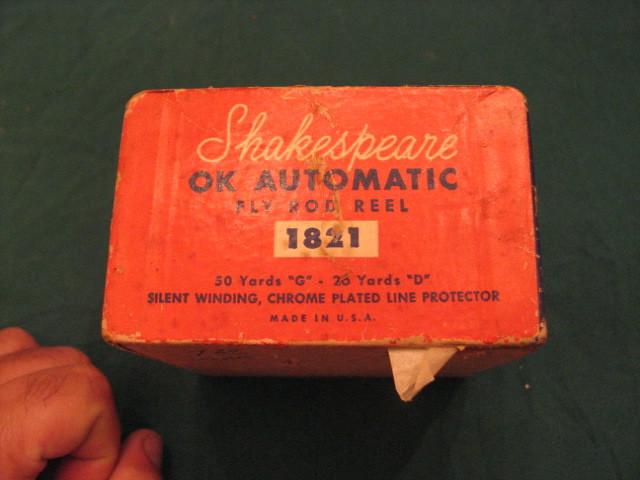 Shakespeare
OK AUTOMATIC
FLY ROD REEL
1821
50 Yards "G" - 20 Yards "D"
SILENT WINDING, CHROME PLATED LINE PROTECTOR
MADE IN U.S.A.